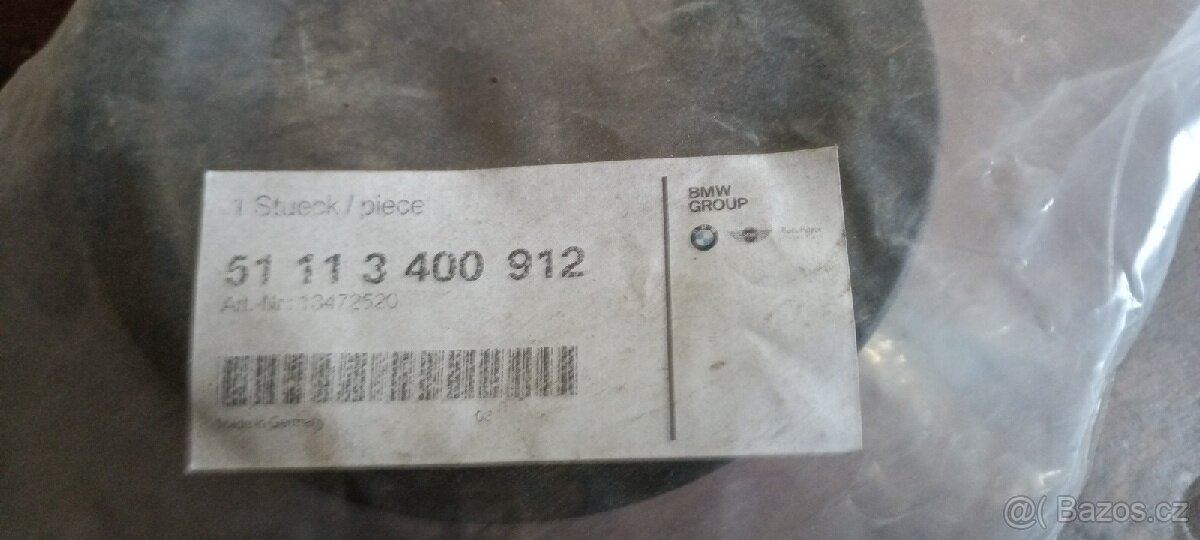 1 Stueck / piece
51 11 3 400 912
Art.-Nr.: 13472520
Made in Germany
BMW
GROUP
@( Bazos.cz